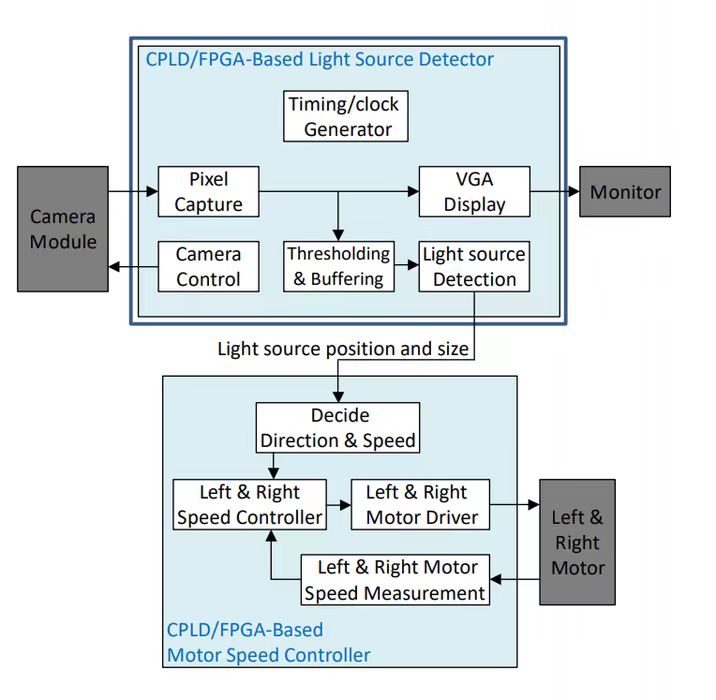 CPLD/FPGA-Based Light Source Detector
Timing/clock
Generator
Camera
Module
Pixel
Capture
VGA
Display
Monitor
Camera
Control
Thresholding
& Buffering
Light source
Detection
Light source position and size
Decide
Direction & Speed
Left & Right
Speed Controller
Left & Right
Motor Driver
Left &
Right
Motor
Left & Right Motor
Speed Measurement
CPLD/FPGA-Based
Motor Speed Controller